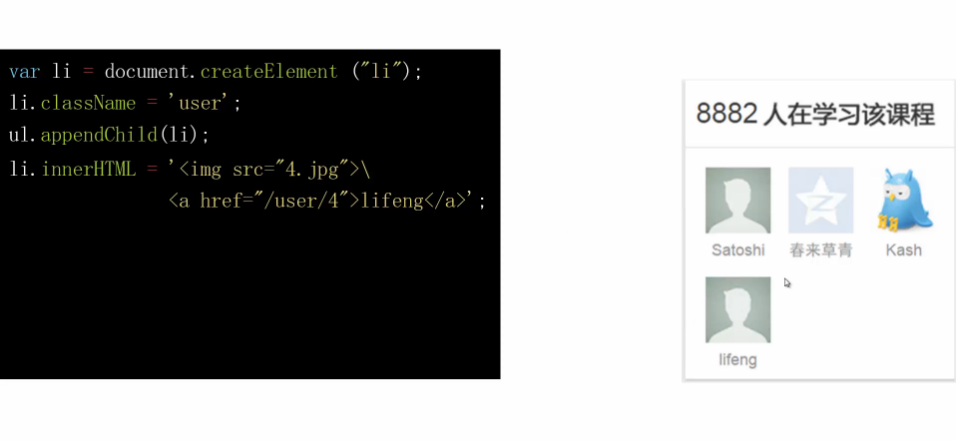 var li = document.createElement ("li");
li.className = 'user';
ul.appendChild(li);
li.innerHTML = '<img src="4.jpg">\
<a href="/user/4">lifeng</a>';
8882 人在学习该课程
Satoshi 春来草青 Kash
lifeng